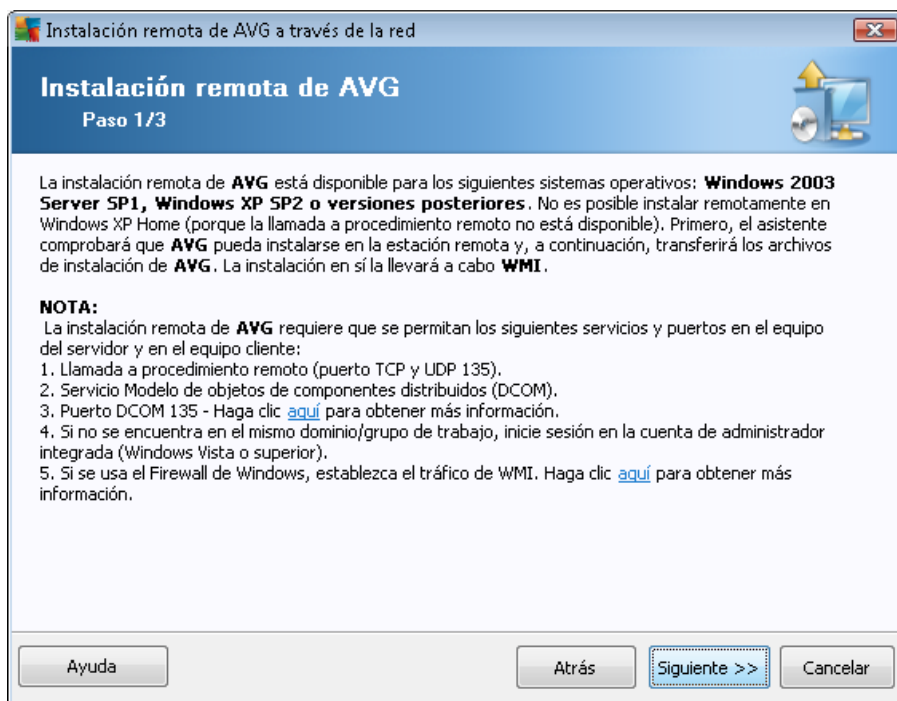 Instalación remota de AVG a través de la red
Instalación remota de AVG
Paso 1/3
La instalación remota de AVG está disponible para los siguientes sistemas operativos: Windows 2003
Server SP1, Windows XP SP2 o versiones posteriores. No es posible instalar remotamente en
Windows XP Home (porque la llamada a procedimiento remoto no está disponible). Primero, el asistente
comprobará que AVG pueda instalarse en la estación remota y, a continuación, transferirá los archivos
de instalación de AVG. La instalación en sí la llevará a cabo WMI.
NOTA:
La instalación remota de AVG requiere que se permitan los siguientes servicios y puertos en el equipo
del servidor y en el equipo cliente:
1. Llamada a procedimiento remoto (puerto TCP y UDP 135).
2. Servicio Modelo de objetos de componentes distribuidos (DCOM).
3. Puerto DCOM 135 - Haga clic aquí para obtener más información.
4. Si no se encuentra en el mismo dominio/grupo de trabajo, inicie sesión en la cuenta de administrador
integrada (Windows Vista o superior).
5. Si se usa el Firewall de Windows, establezca el tráfico de WMI. Haga clic aquí para obtener más
información.
Ayuda
Atrás
Siguiente >>
Cancelar